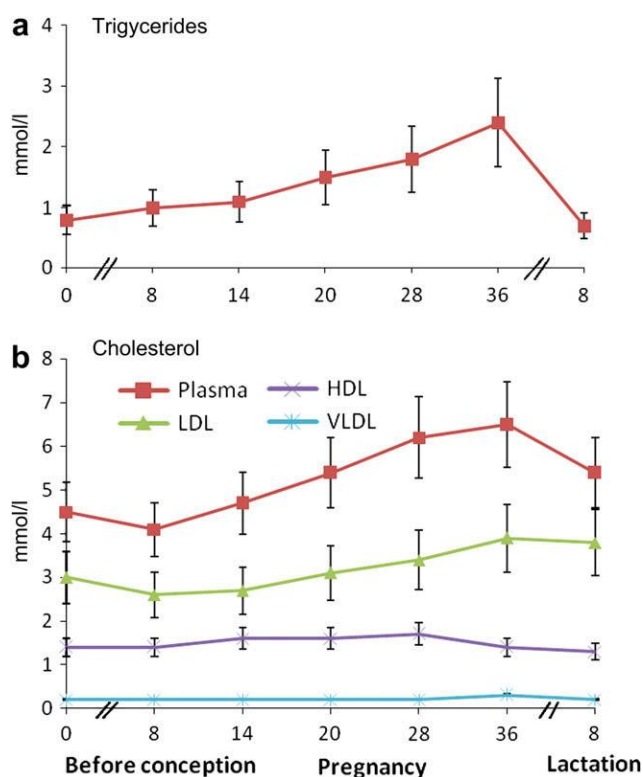 a Trigycerides
4
3
mmol/l
2
1
0
0 8 14 20 28 36 8
b Cholesterol
8
7
Plasma HDL
LDL VLDL
6
5
mmol/l
4
3
2
1
0
0 8 14 20 28 36 8
Before conception Pregnancy Lactation